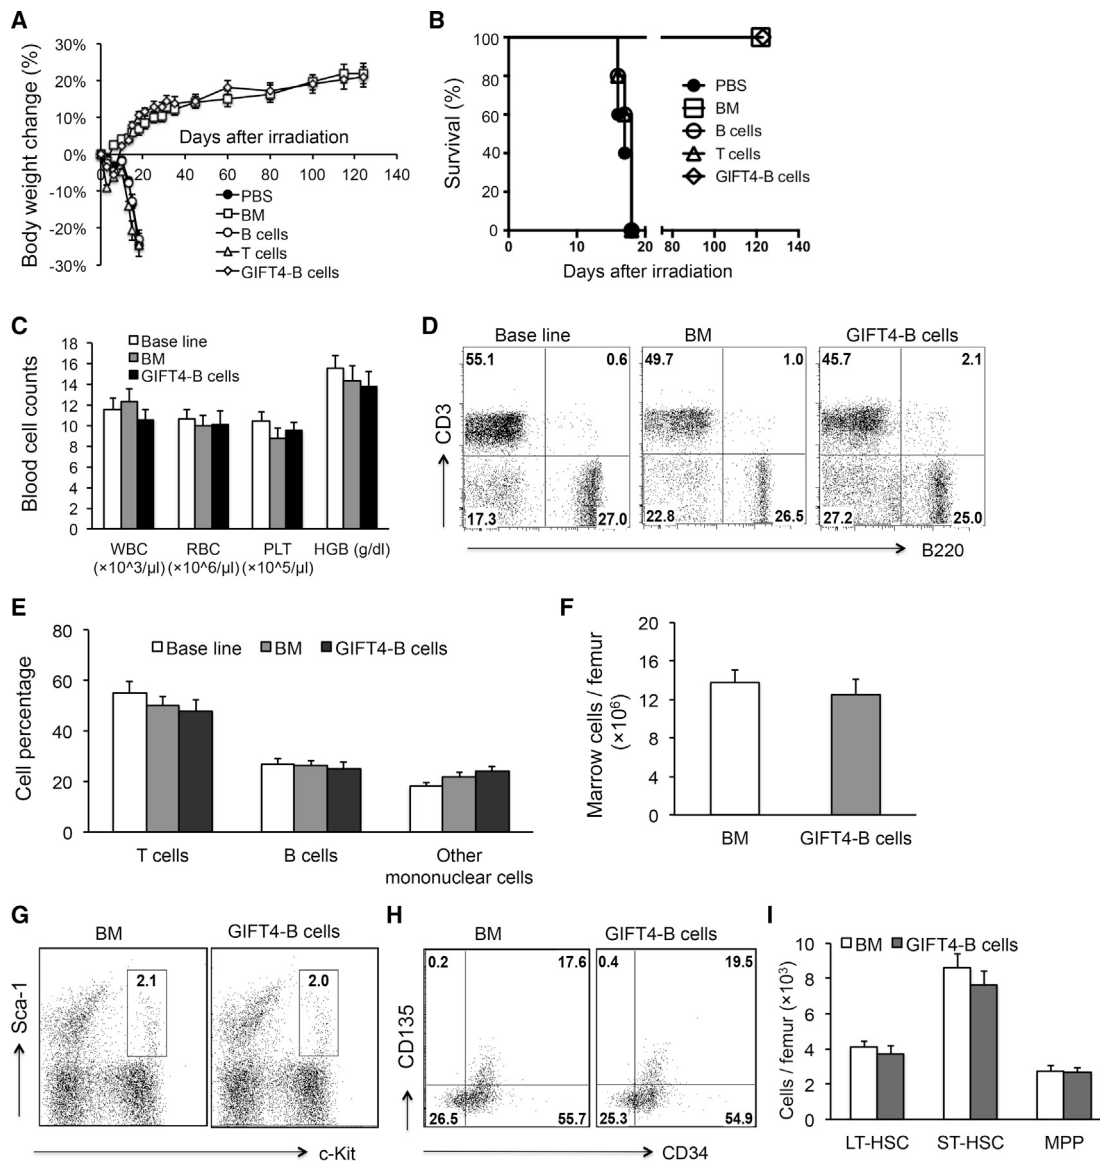 A
30%
20%
10%
0%
-10%
-20%
-30%
Body weight change (%)
Days after irradiation
20 40 60 80 100 120 140
PBS
BM
B cells
T cells
GIFT4-B cells
B
100
80
60
40
20
0
Survival (%)
PBS
BM
B cells
T cells
GIFT4-B cells
0 10 20 80 100 120 140
Days after irradiation
C
18
16
14
12
10
8
6
4
2
0
Blood cell counts
Base line
BM
GIFT4-B cells
WBC RBC PLT HGB (g/dl)
(×10^3/µl) (×10^6/µl) (×10^5/µl)
D
Base line BM GIFT4-B cells
55.1 0.6 49.7 1.0 45.7 2.1
CD3
17.3 27.0 22.8 26.5 27.2 25.0
B220
E
80
60
40
20
0
Cell percentage
Base line BM GIFT4-B cells
T cells B cells Other
mononuclear cells
F
20
16
12
8
4
0
Marrow cells / femur
(×10⁶)
BM GIFT4-B cells
G
BM GIFT4-B cells
2.1 2.0
Sca-1
c-Kit
H
BM GIFT4-B cells
0.2 17.6 0.4 19.5
CD135
26.5 55.7 25.3 54.9
CD34
I
10
8
6
4
2
0
Cells / femur (×10³)
BM GIFT4-B cells
LT-HSC ST-HSC MPP